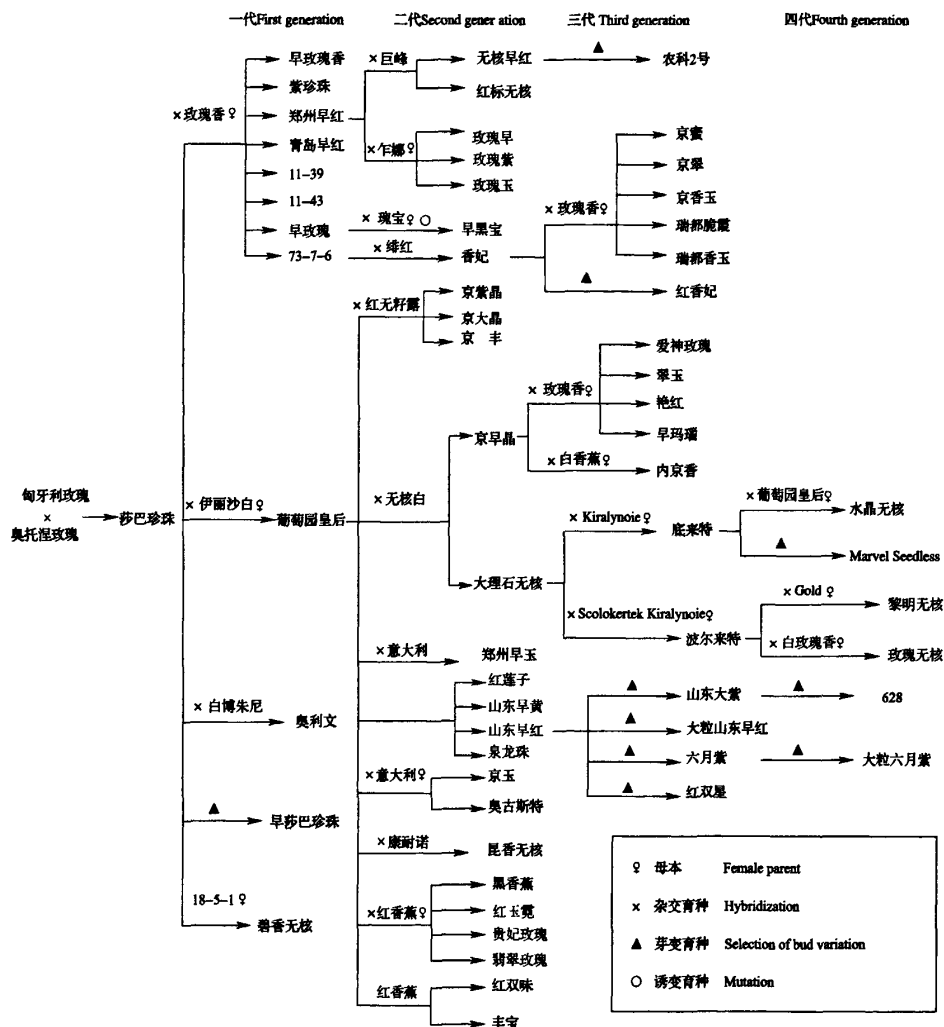 一代First generation
二代Second gener ation
三代 Third generation
四代Fourth generation
早玫瑰香
紫珍珠
×玫瑰香♀
郑州早红
青岛早红
11-39
11-43
早玫瑰
73-7-6
×巨峰
无核早红
红标无核
▲
农科2号
×乍娜♀
玫瑰早
玫瑰紫
玫瑰玉
× 瑰宝♀○
早黑宝
×绯红
香妃
×玫瑰香♀
京蜜
京翠
京香玉
瑞都脆霞
瑞都香玉
▲
红香妃
×红无籽露
京紫晶
京大晶
京 丰
匈牙利玫瑰
×
奥托涅玫瑰
莎巴珍珠
× 伊丽沙白♀
葡萄园皇后
×无核白
京早晶
× 玫瑰香♀
爱神玫瑰
翠玉
艳红
早玛瑙
×白香蕉♀
内京香
大理石无核
× Kiralynoie♀
底来特
×葡萄园皇后♀
水晶无核
▲
Marvel Seedless
×Scolokertek Kiralynoie♀
波尔来特
×Gold ♀
黎明无核
×白玫瑰香♀
玫瑰无核
×意大利
郑州早玉
× 白博朱尼
奥利文
红莲子
山东早黄
山东早红
泉龙珠
▲
山东大紫
▲
628
▲
大粒山东早红
▲
六月紫
▲
大粒六月紫
▲
红双星
×意大利♀
京玉
奥古斯特
▲
早莎巴珍珠
×康耐诺
昆香无核
18-5-1♀
碧香无核
×红香蕉♀
黑香蕉
红玉霓
贵妃玫瑰
翡翠玫瑰
红香蕉
红双味
丰宝
♀ 母本 Female parent
× 杂交育种 Hybridization
▲ 芽变育种 Selection of bud variation
○ 诱变育种 Mutation